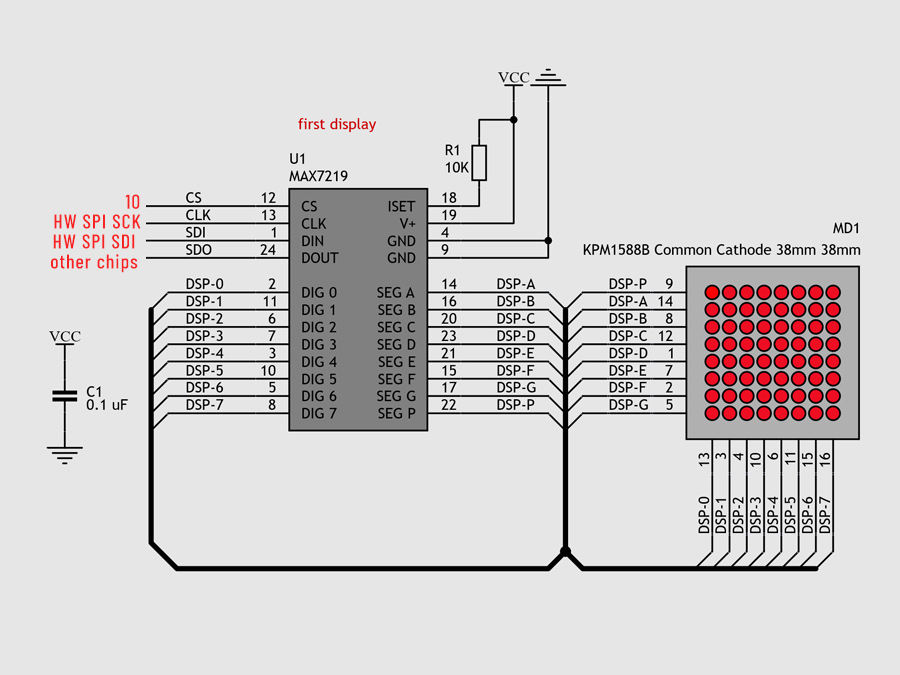 VCC
first display
R1
10K
U1
MAX7219
10 CS 12 CS ISET 18
HW SPI SCK CLK 13 CLK V+ 19
HW SPI SDI SDI 1 DIN GND 4
other chips SDO 24 DOUT GND 9
MD1
KPM1588B Common Cathode 38mm 38mm
DSP-0 2 DIG 0 SEG A 14 DSP-A DSP-P 9
DSP-1 11 DIG 1 SEG B 16 DSP-B DSP-A 14
DSP-2 6 DIG 2 SEG C 20 DSP-C DSP-B 8
DSP-3 7 DIG 3 SEG D 23 DSP-D DSP-C 12
DSP-4 3 DIG 4 SEG E 21 DSP-E DSP-D 1
DSP-5 10 DIG 5 SEG F 15 DSP-F DSP-E 7
DSP-6 5 DIG 6 SEG G 17 DSP-G DSP-F 2
DSP-7 8 DIG 7 SEG P 22 DSP-P DSP-G 5
VCC
C1
0.1 uF
13 3 4 10 6 11 15 16
DSP-0 DSP-1 DSP-2 DSP-3 DSP-4 DSP-5 DSP-6 DSP-7